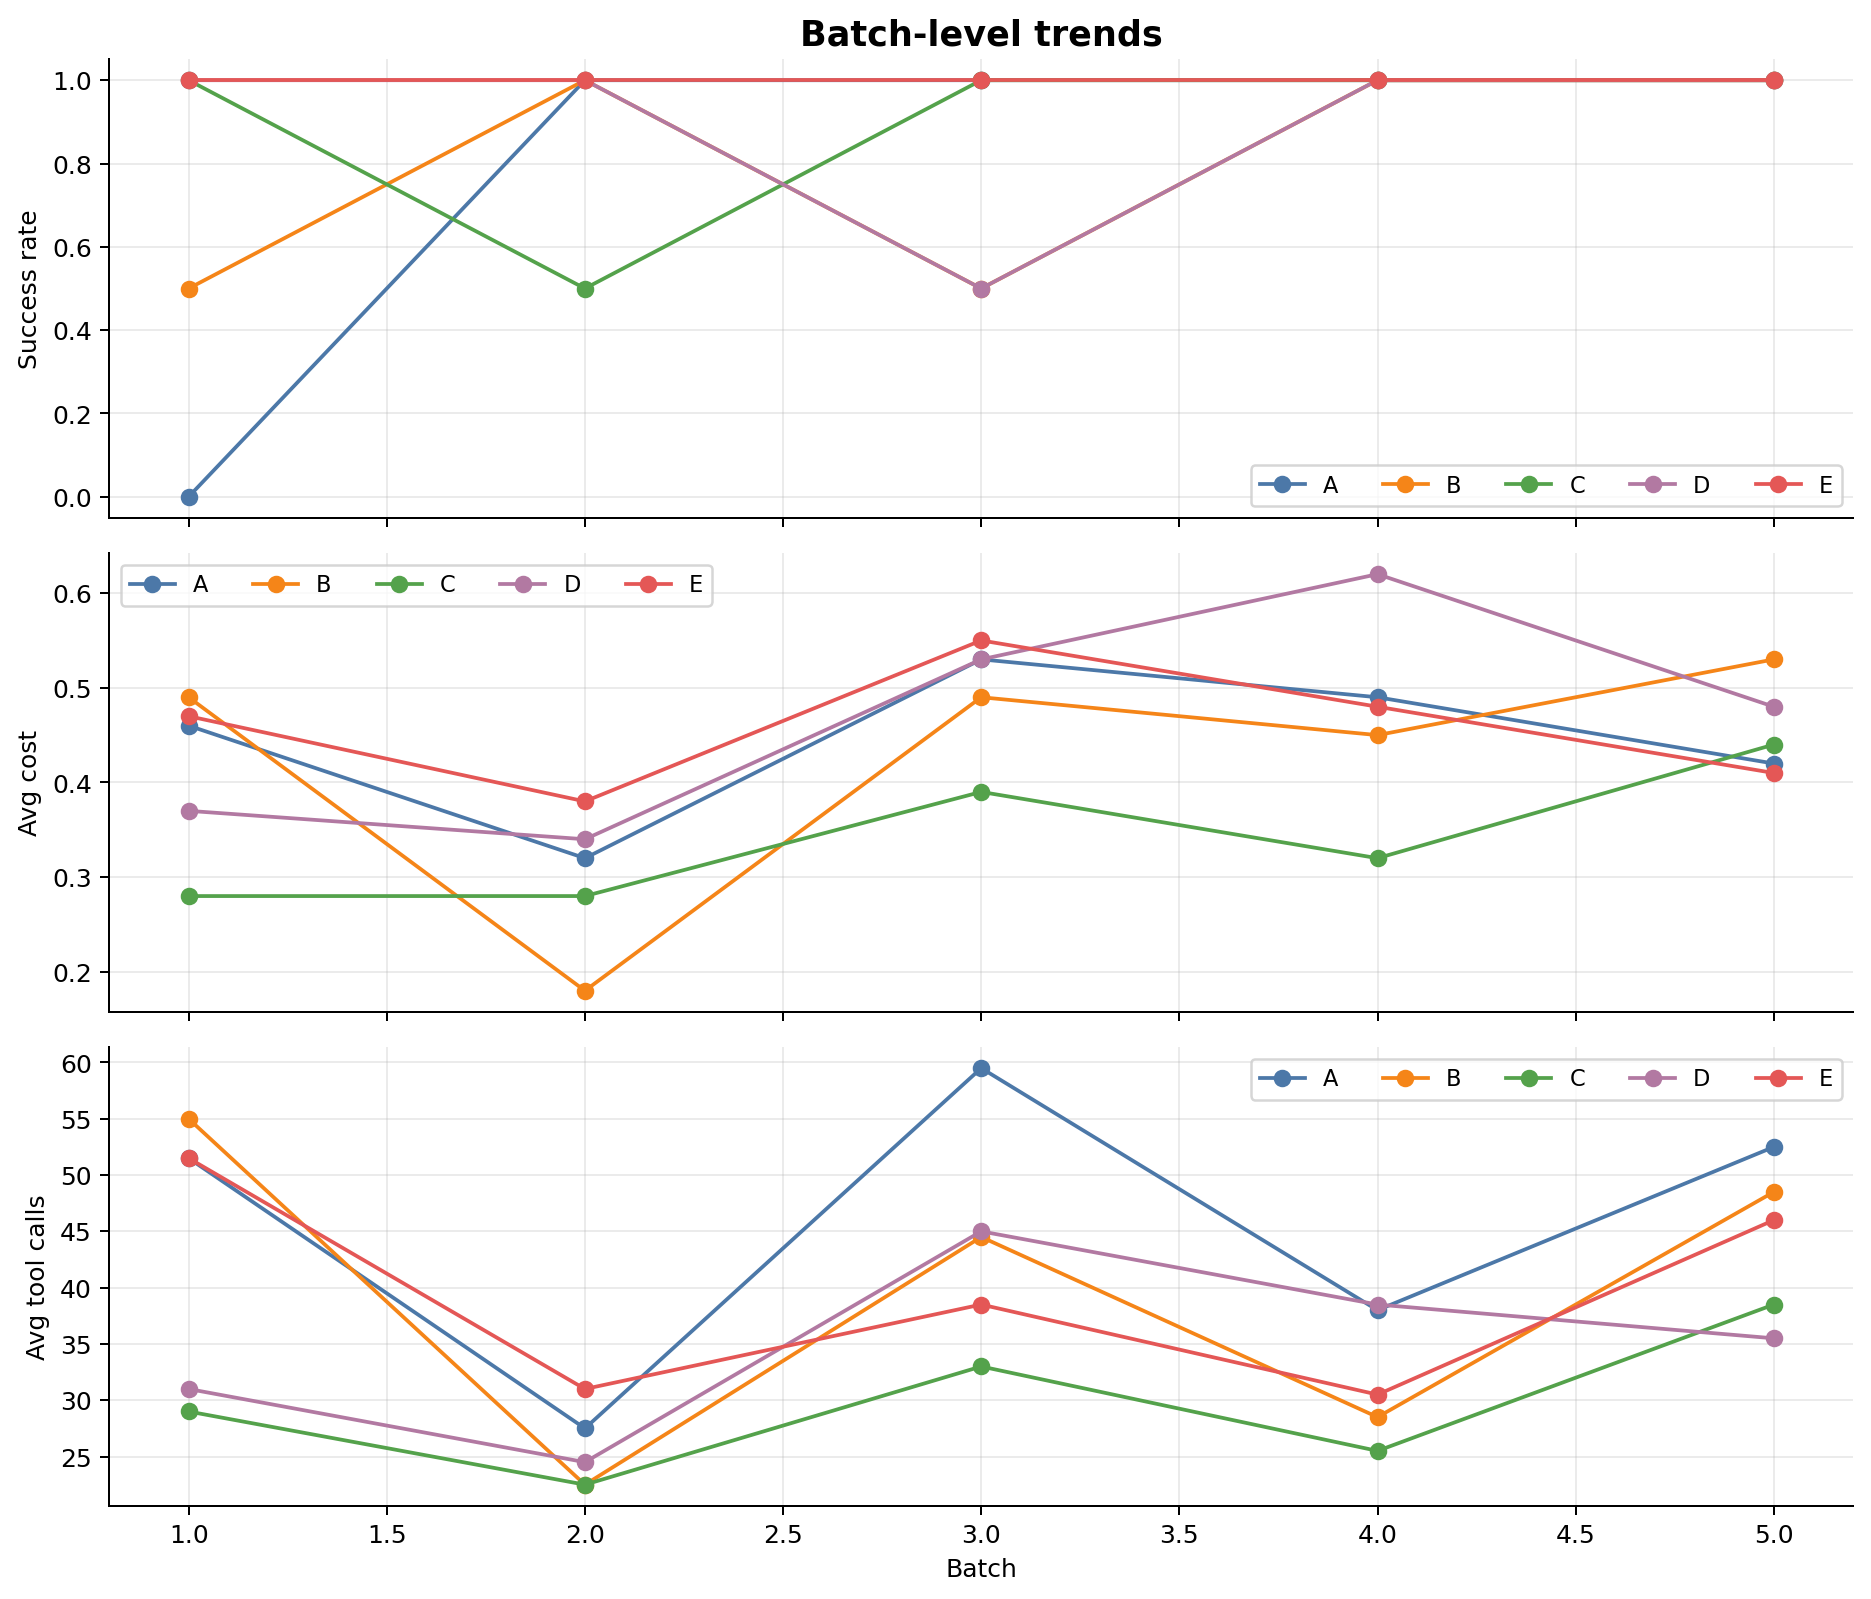 Batch-level trends
1.0
0.8
0.6
0.4
0.2
0.0
Success rate
A B C D E
0.6
0.5
0.4
0.3
0.2
Avg cost
A B C D E
60
55
50
45
40
35
30
25
Avg tool calls
A B C D E
1.0 1.5 2.0 2.5 3.0 3.5 4.0 4.5 5.0
Batch